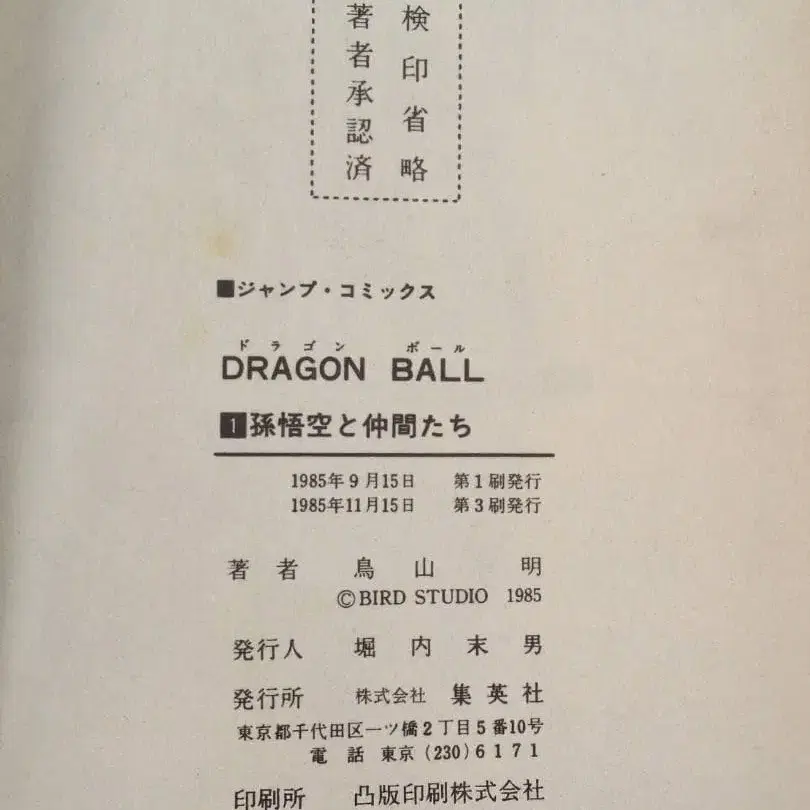 検印省略
著者承認済
■ジャンプ・コミックス
ドラゴン ボール
DRAGON BALL
1 孫悟空と仲間たち
1985年9月15日 第1刷発行
1985年11月15日 第3刷発行
著者 鳥山明
©BIRD STUDIO 1985
発行人 堀内末男
発行所 株式会社 集英社
東京都千代田区一ツ橋2丁目5番10号
電話 東京(230)6171
印刷所 凸版印刷株式会社